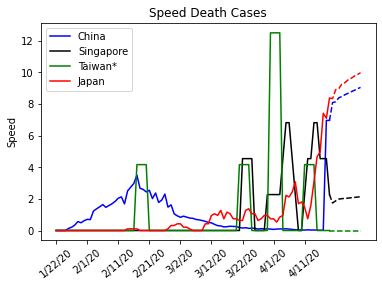 Speed Death Cases
China
Singapore
Taiwan*
Japan
Speed
12
10
8
6
4
2
0
1/22/20
2/1/20
2/11/20
2/21/20
3/2/20
3/12/20
3/22/20
4/1/20
4/11/20